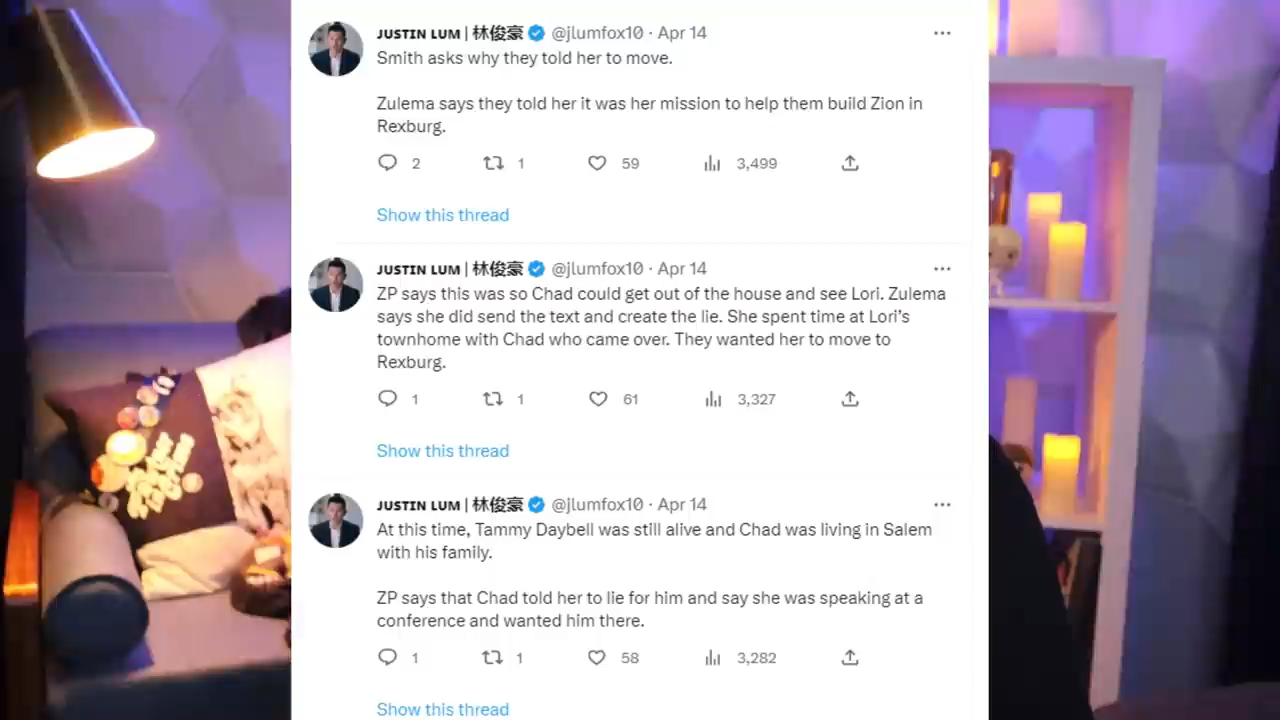 JUSTIN LUM | 林俊豪 @jlumfox10 · Apr 14
Smith asks why they told her to move.
Zulema says they told her it was her mission to help them build Zion in
Rexburg.
2 1 59 3,499
Show this thread
JUSTIN LUM | 林俊豪 @jlumfox10 · Apr 14
ZP says this was so Chad could get out of the house and see Lori. Zulema
says she did send the text and create the lie. She spent time at Lori’s
townhome with Chad who came over. They wanted her to move to
Rexburg.
1 1 61 3,327
Show this thread
JUSTIN LUM | 林俊豪 @jlumfox10 · Apr 14
At this time, Tammy Daybell was still alive and Chad was living in Salem
with his family.
ZP says that Chad told her to lie for him and say she was speaking at a
conference and wanted him there.
1 1 58 3,282
Show this thread